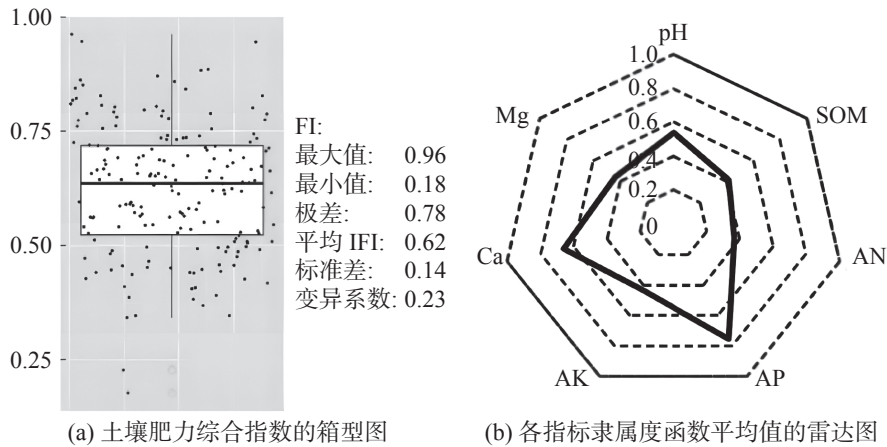 1.00
0.75
0.50
0.25
FI:
最大值: 0.96
最小值: 0.18
极差: 0.78
平均 IFI: 0.62
标准差: 0.14
变异系数: 0.23
(a) 土壤肥力综合指数的箱型图
pH
1.0
0.8
0.6
0.4
0.2
0
SOM
AN
AP
AK
Ca
Mg
(b) 各指标隶属度函数平均值的雷达图